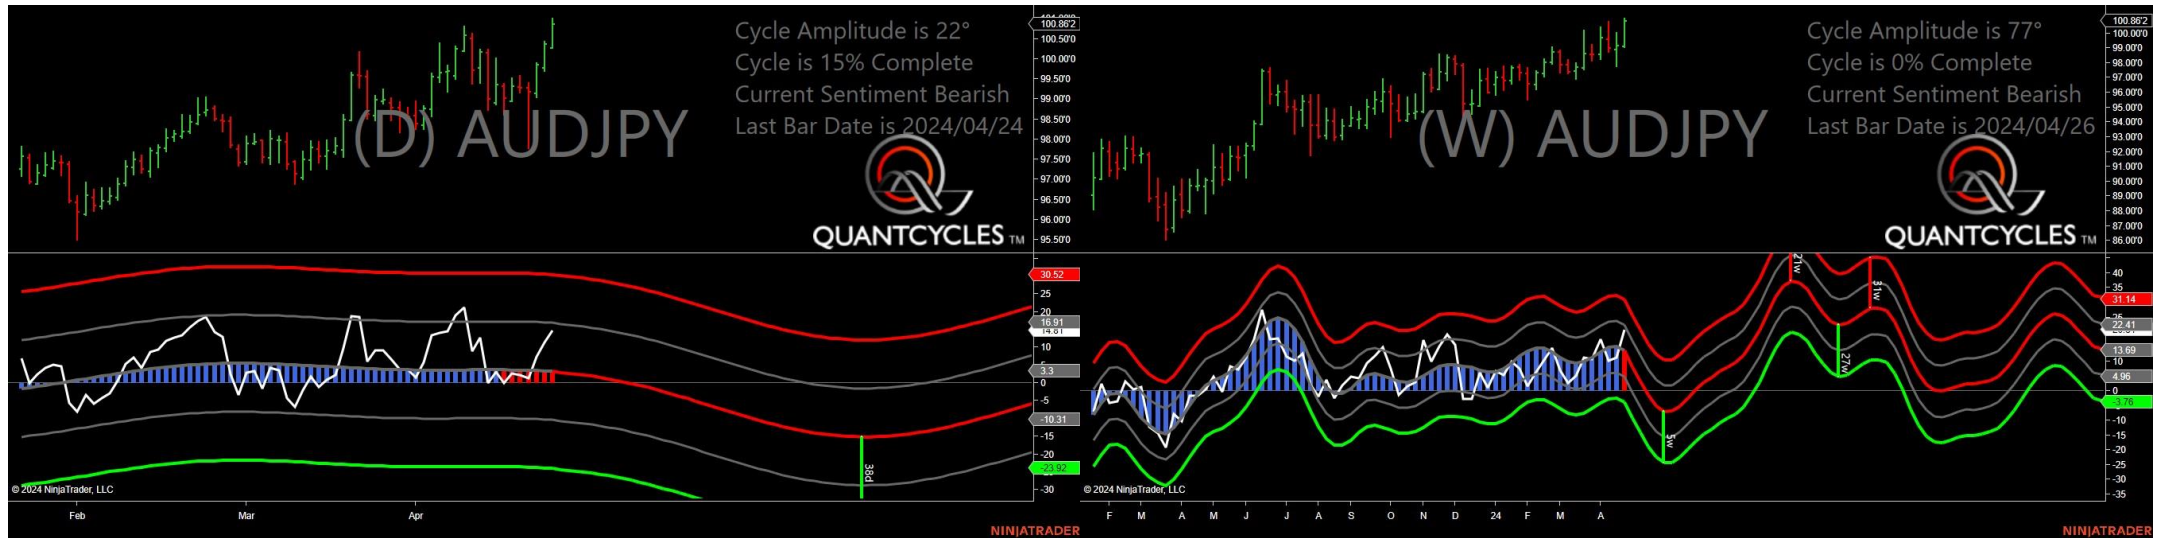 Cycle Amplitude is 22°
Cycle is 15% Complete
Current Sentiment Bearish
Last Bar Date is 2024/04/24
(D) AUDJPY
QUANTCYCLES TM
100.86'2
100.50'0
100.00'0
99.50'0
99.00'0
98.50'0
98.00'0
97.50'0
97.00'0
96.50'0
96.00'0
95.50'0
30.52
25
20
16.91
14.81
10
3.3
0
-5
-10.31
-15
-20
-23.92
-30
38d
© 2024 NinjaTrader, LLC
Feb Mar Apr
NINJATRADER
Cycle Amplitude is 77°
Cycle is 0% Complete
Current Sentiment Bearish
Last Bar Date is 2024/04/26
(W) AUDJPY
QUANTCYCLES TM
100.86'2
100.00'0
99.00'0
98.00'0
97.00'0
96.00'0
94.00'0
93.00'0
92.00'0
91.00'0
90.00'0
89.00'0
88.00'0
87.00'0
86.00'0
40
35
31.14
25
22.41
13.69
10
4.96
0
-3.76
-10
-15
-20
-25
-30
-35
21w
31w
27w
5w
© 2024 NinjaTrader, LLC
F M A M J J A S O N D 24 F M A
NINJATRADER